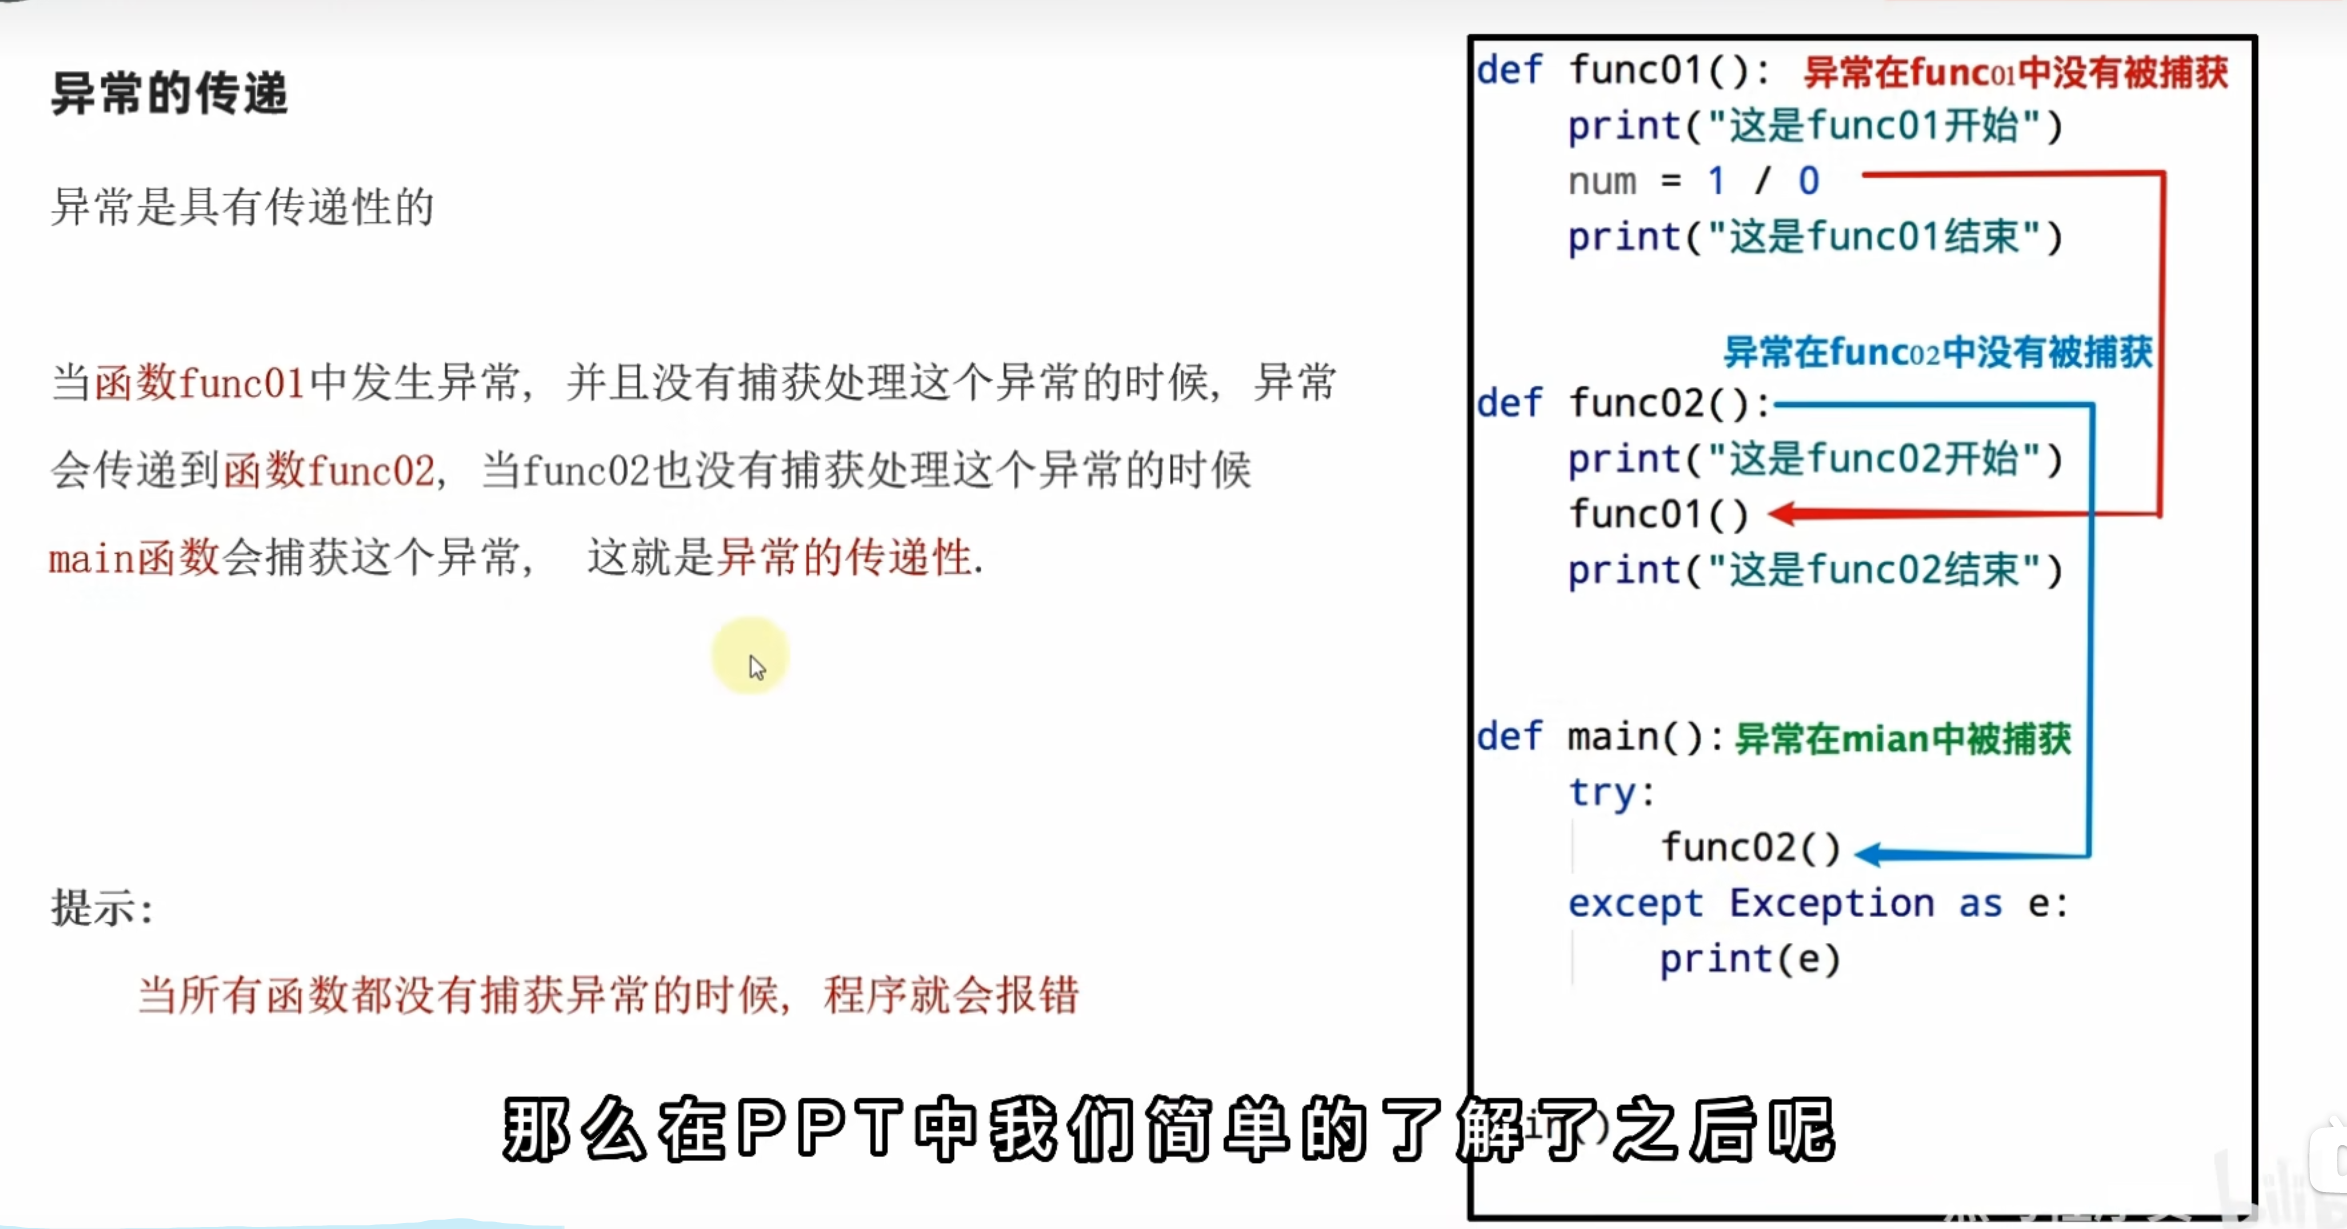 异常的传递
异常是具有传递性的
当函数func01中发生异常, 并且没有捕获处理这个异常的时候, 异常
会传递到函数func02, 当func02也没有捕获处理这个异常的时候
main函数会捕获这个异常, 这就是异常的传递性.
提示:
当所有函数都没有捕获异常的时候, 程序就会报错
def func01(): 异常在func01中没有被捕获
print("这是func01开始")
num = 1 / 0
print("这是func01结束")
异常在func02中没有被捕获
def func02():
print("这是func02开始")
func01()
print("这是func02结束")
def main(): 异常在mian中被捕获
try:
func02()
except Exception as e:
print(e)
那么在PPT中我们简单的了解了之后呢